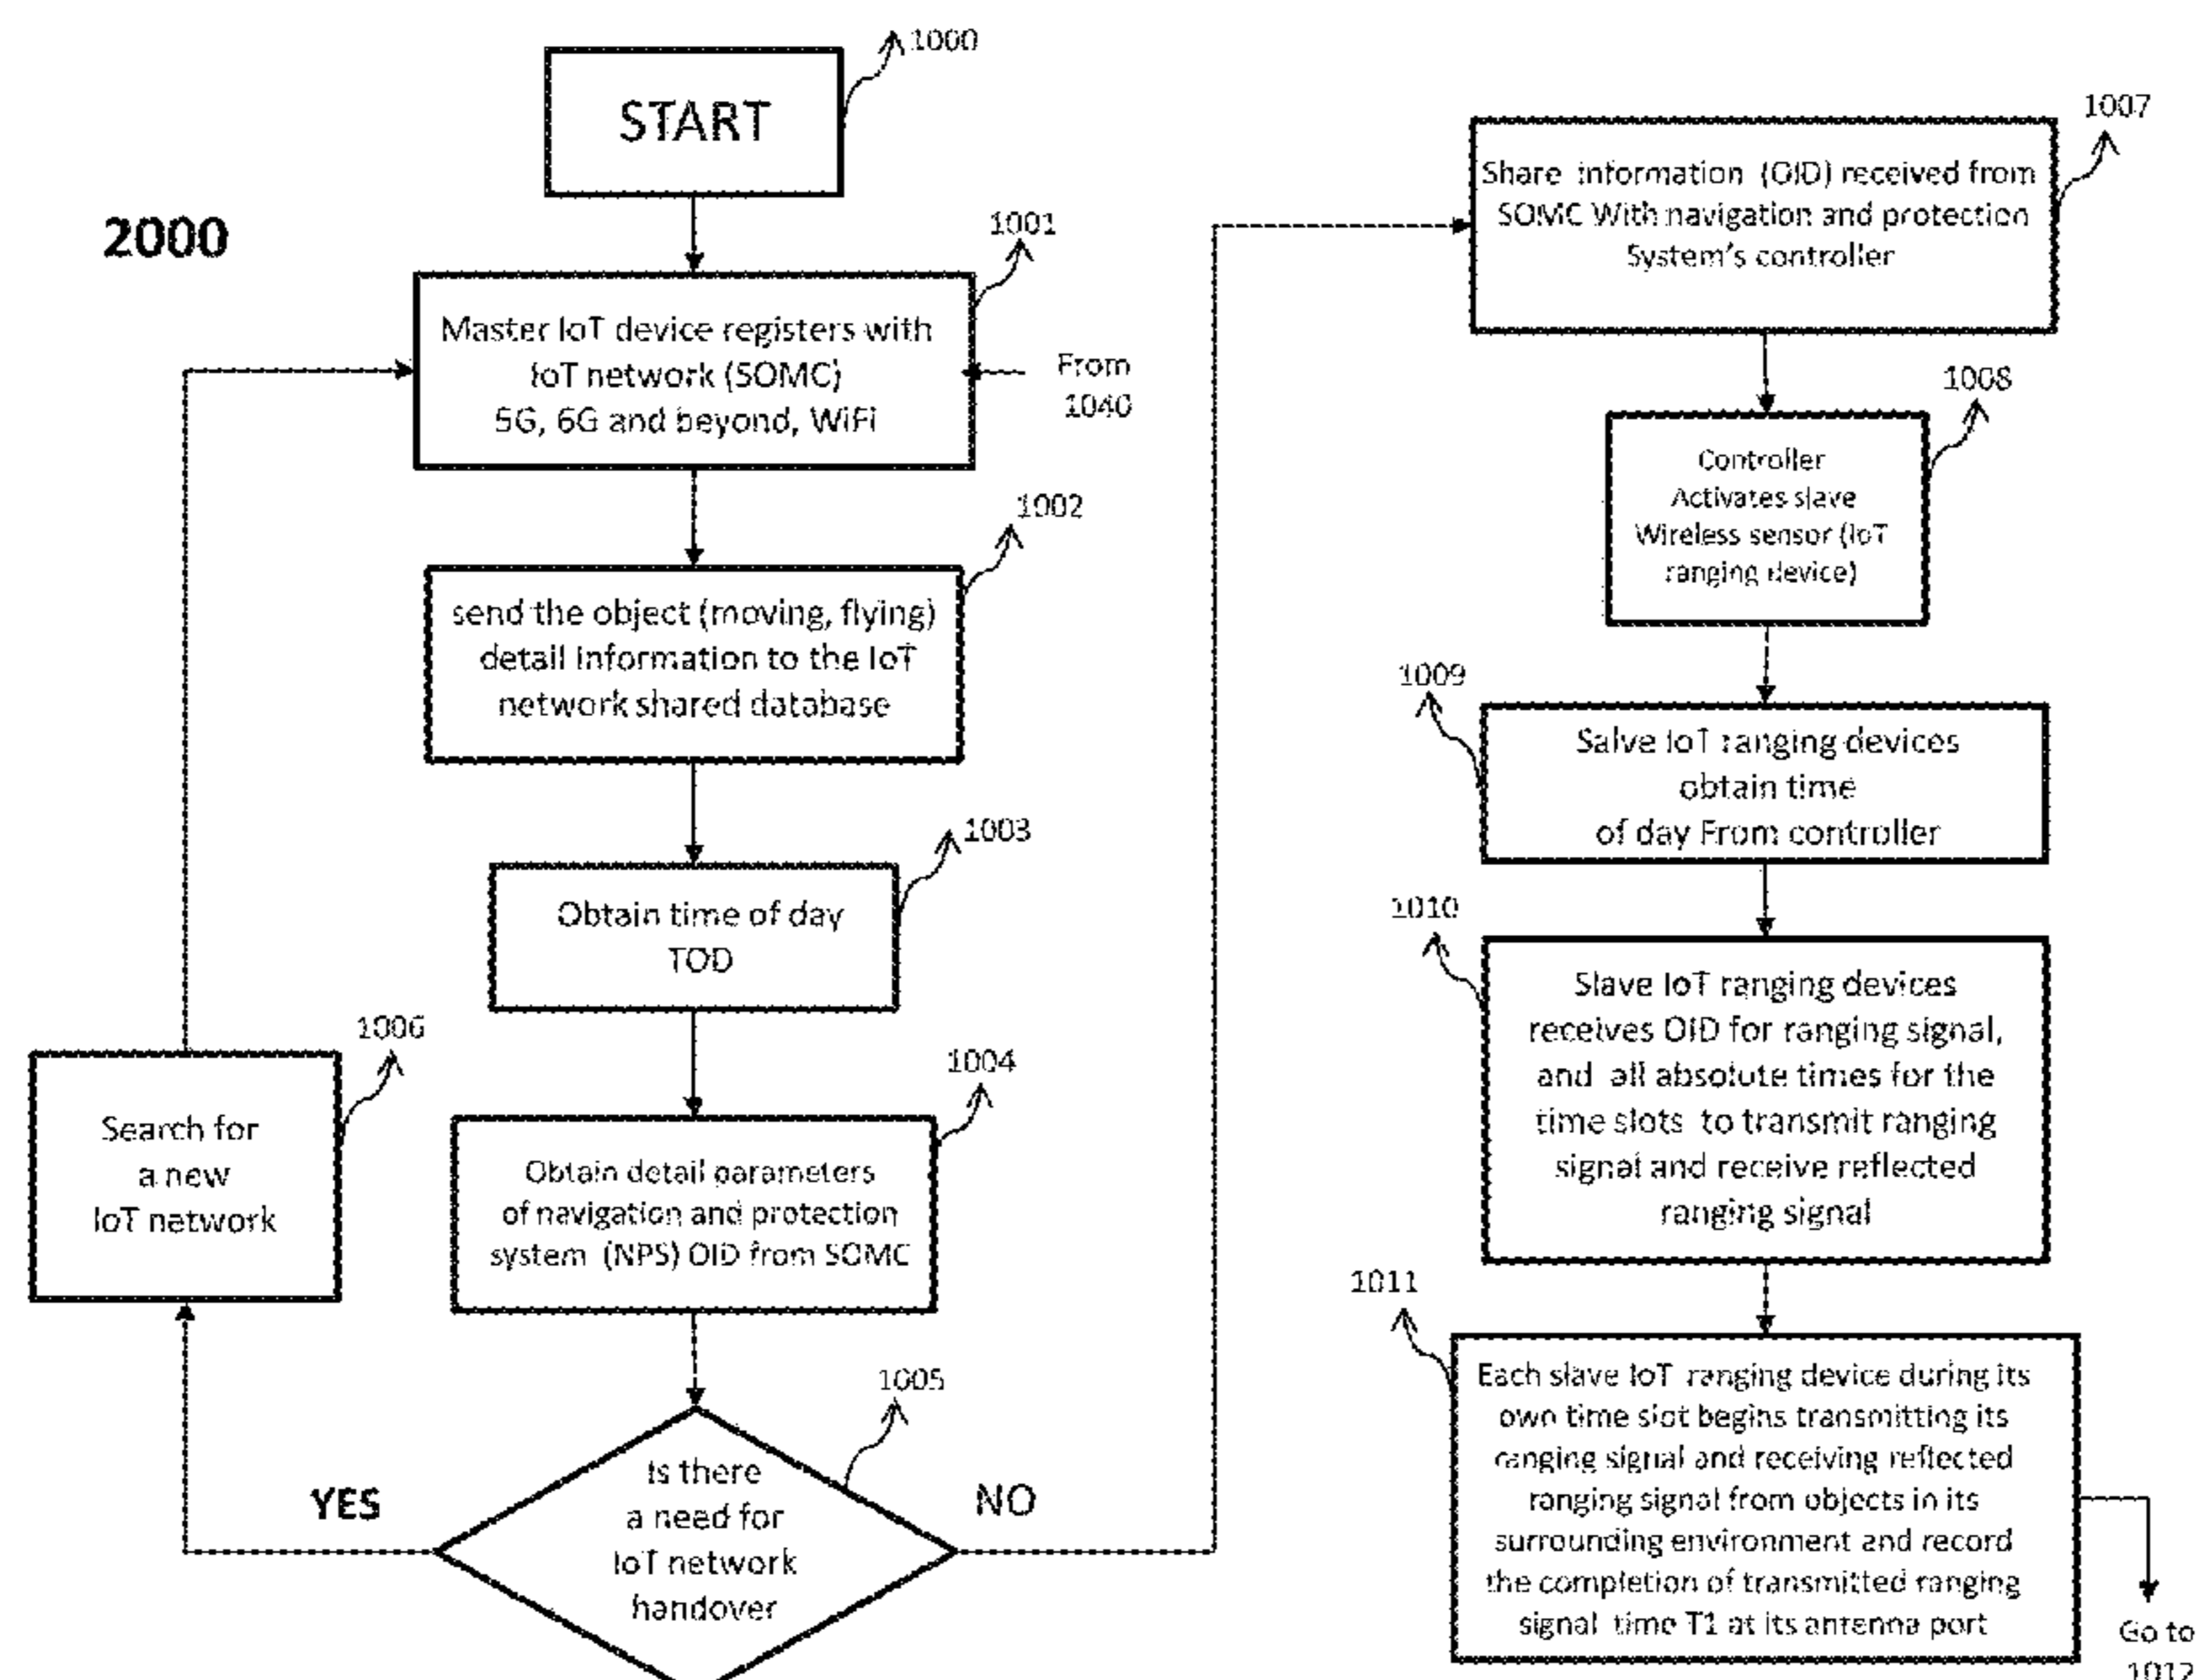 1000
START
2000
1001
Master IoT device registers with
IoT network (SOMC)
5G, 6G and beyond, WiFi
From
1040
1002
send the object (moving, flying)
detail information to the IoT
network shared database
1003
Obtain time of day
TOD
1004
Obtain detail parameters
of navigation and protection
system (NPS) OID from SOMC
1006
Search for
a new
IoT network
1005
Is there
a need for
IoT network
handover
YES
NO
1007
Share information (OID) received from
SOMC With navigation and protection
System's controller
1008
Controller
Activates slave
Wireless sensor (IoT
ranging device)
1009
Salve IoT ranging devices
obtain time
of day From controller
1010
Slave IoT ranging devices
receives OID for ranging signal,
and all absolute times for the
time slots to transmit ranging
signal and receive reflected
ranging signal
1011
Each slave IoT ranging device during its
own time slot begins transmitting its
ranging signal and receiving reflected
ranging signal from objects in its
surrounding environment and record
the completion of transmitted ranging
signal time T1 at its antenna port
Go to
1012